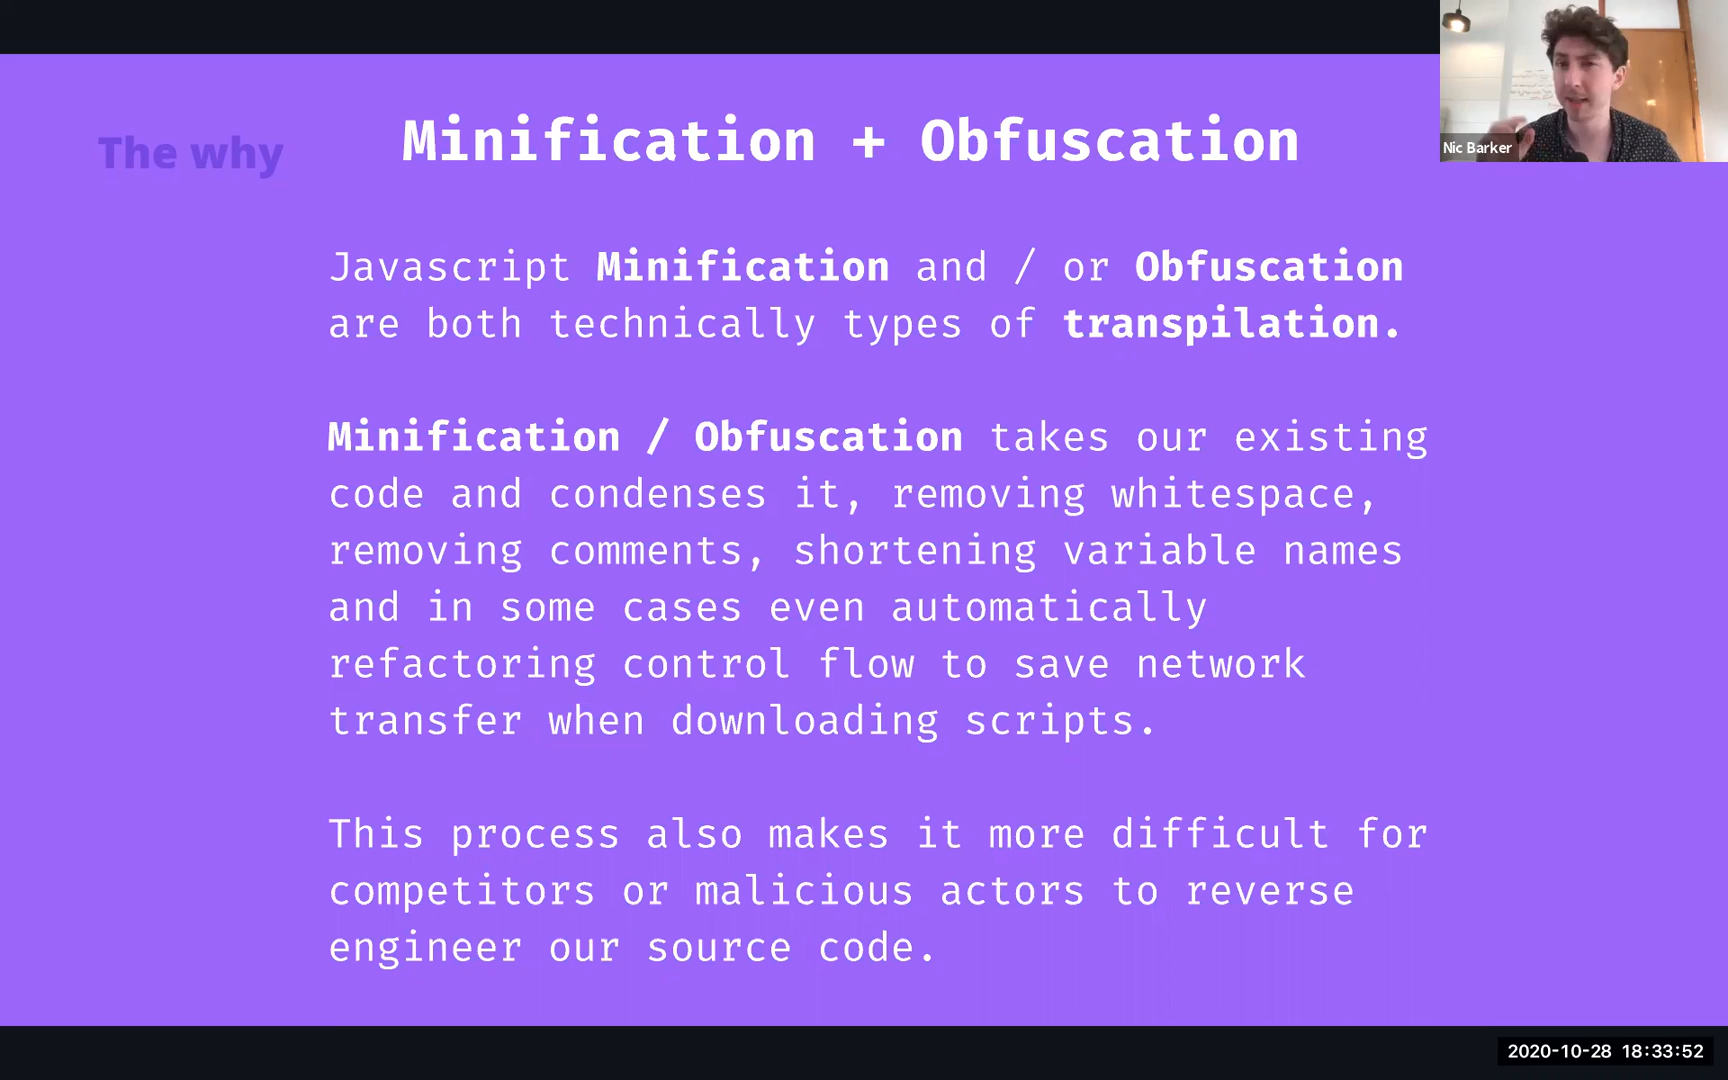 The why
Minification + Obfuscation
Javascript Minification and / or Obfuscation
are both technically types of transpilation.
Minification / Obfuscation takes our existing
code and condenses it, removing whitespace,
removing comments, shortening variable names
and in some cases even automatically
refactoring control flow to save network
transfer when downloading scripts.
This process also makes it more difficult for
competitors or malicious actors to reverse
engineer our source code.
Nic Barker
2020-10-28 18:33:52